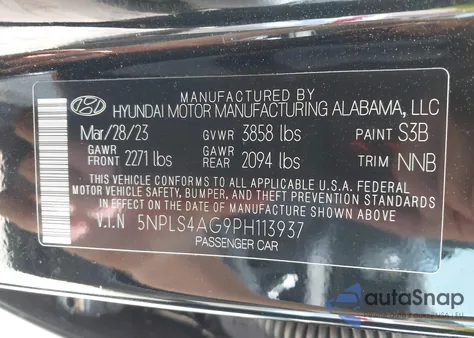 MANUFACTURED BY
HYUNDAI MOTOR MANUFACTURING ALABAMA, LLC
Mar/28/23 GVWR 3858 lbs PAINT S3B
GAWR FRONT 2271 lbs GAWR REAR 2094 lbs TRIM NNB
THIS VEHICLE CONFORMS TO ALL APPLICABLE U.S.A. FEDERAL
MOTOR VEHICLE SAFETY, BUMPER, AND THEFT PREVENTION STANDARDS
IN EFFECT ON THE DATE OF MANUFACTURE SHOWN ABOVE.
V.I.N 5NPLS4AG9PH113937
PASSENGER CAR
autoSnap